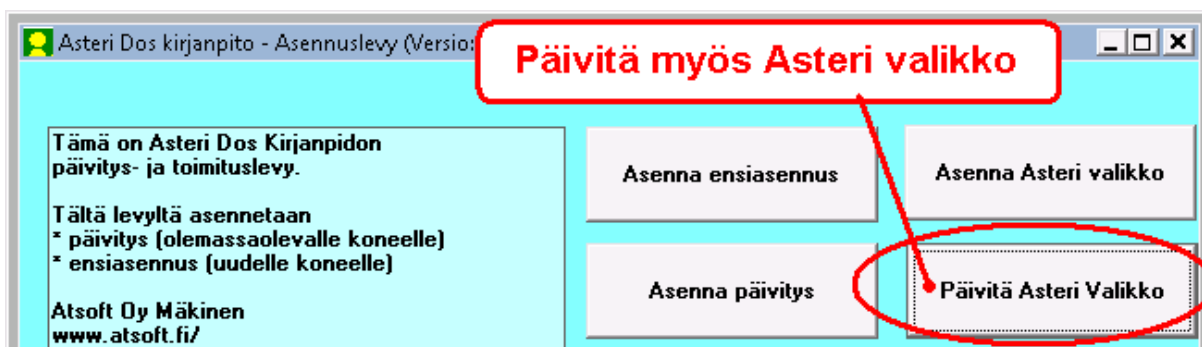 Asteri Dos kirjanpito - Asennuslevy (Versio:
Päivitä myös Asteri valikko
Tämä on Asteri Dos Kirjanpidon
päivitys- ja toimituslevy.
Tältä levyltä asennetaan
* päivitys (olemassaolevalle koneelle)
* ensiasennus (uudelle koneelle)
Atsoft Oy Mäkinen
www.atsoft.fi/
Asenna ensiasennus
Asenna Asteri valikko
Asenna päivitys
Päivitä Asteri Valikko